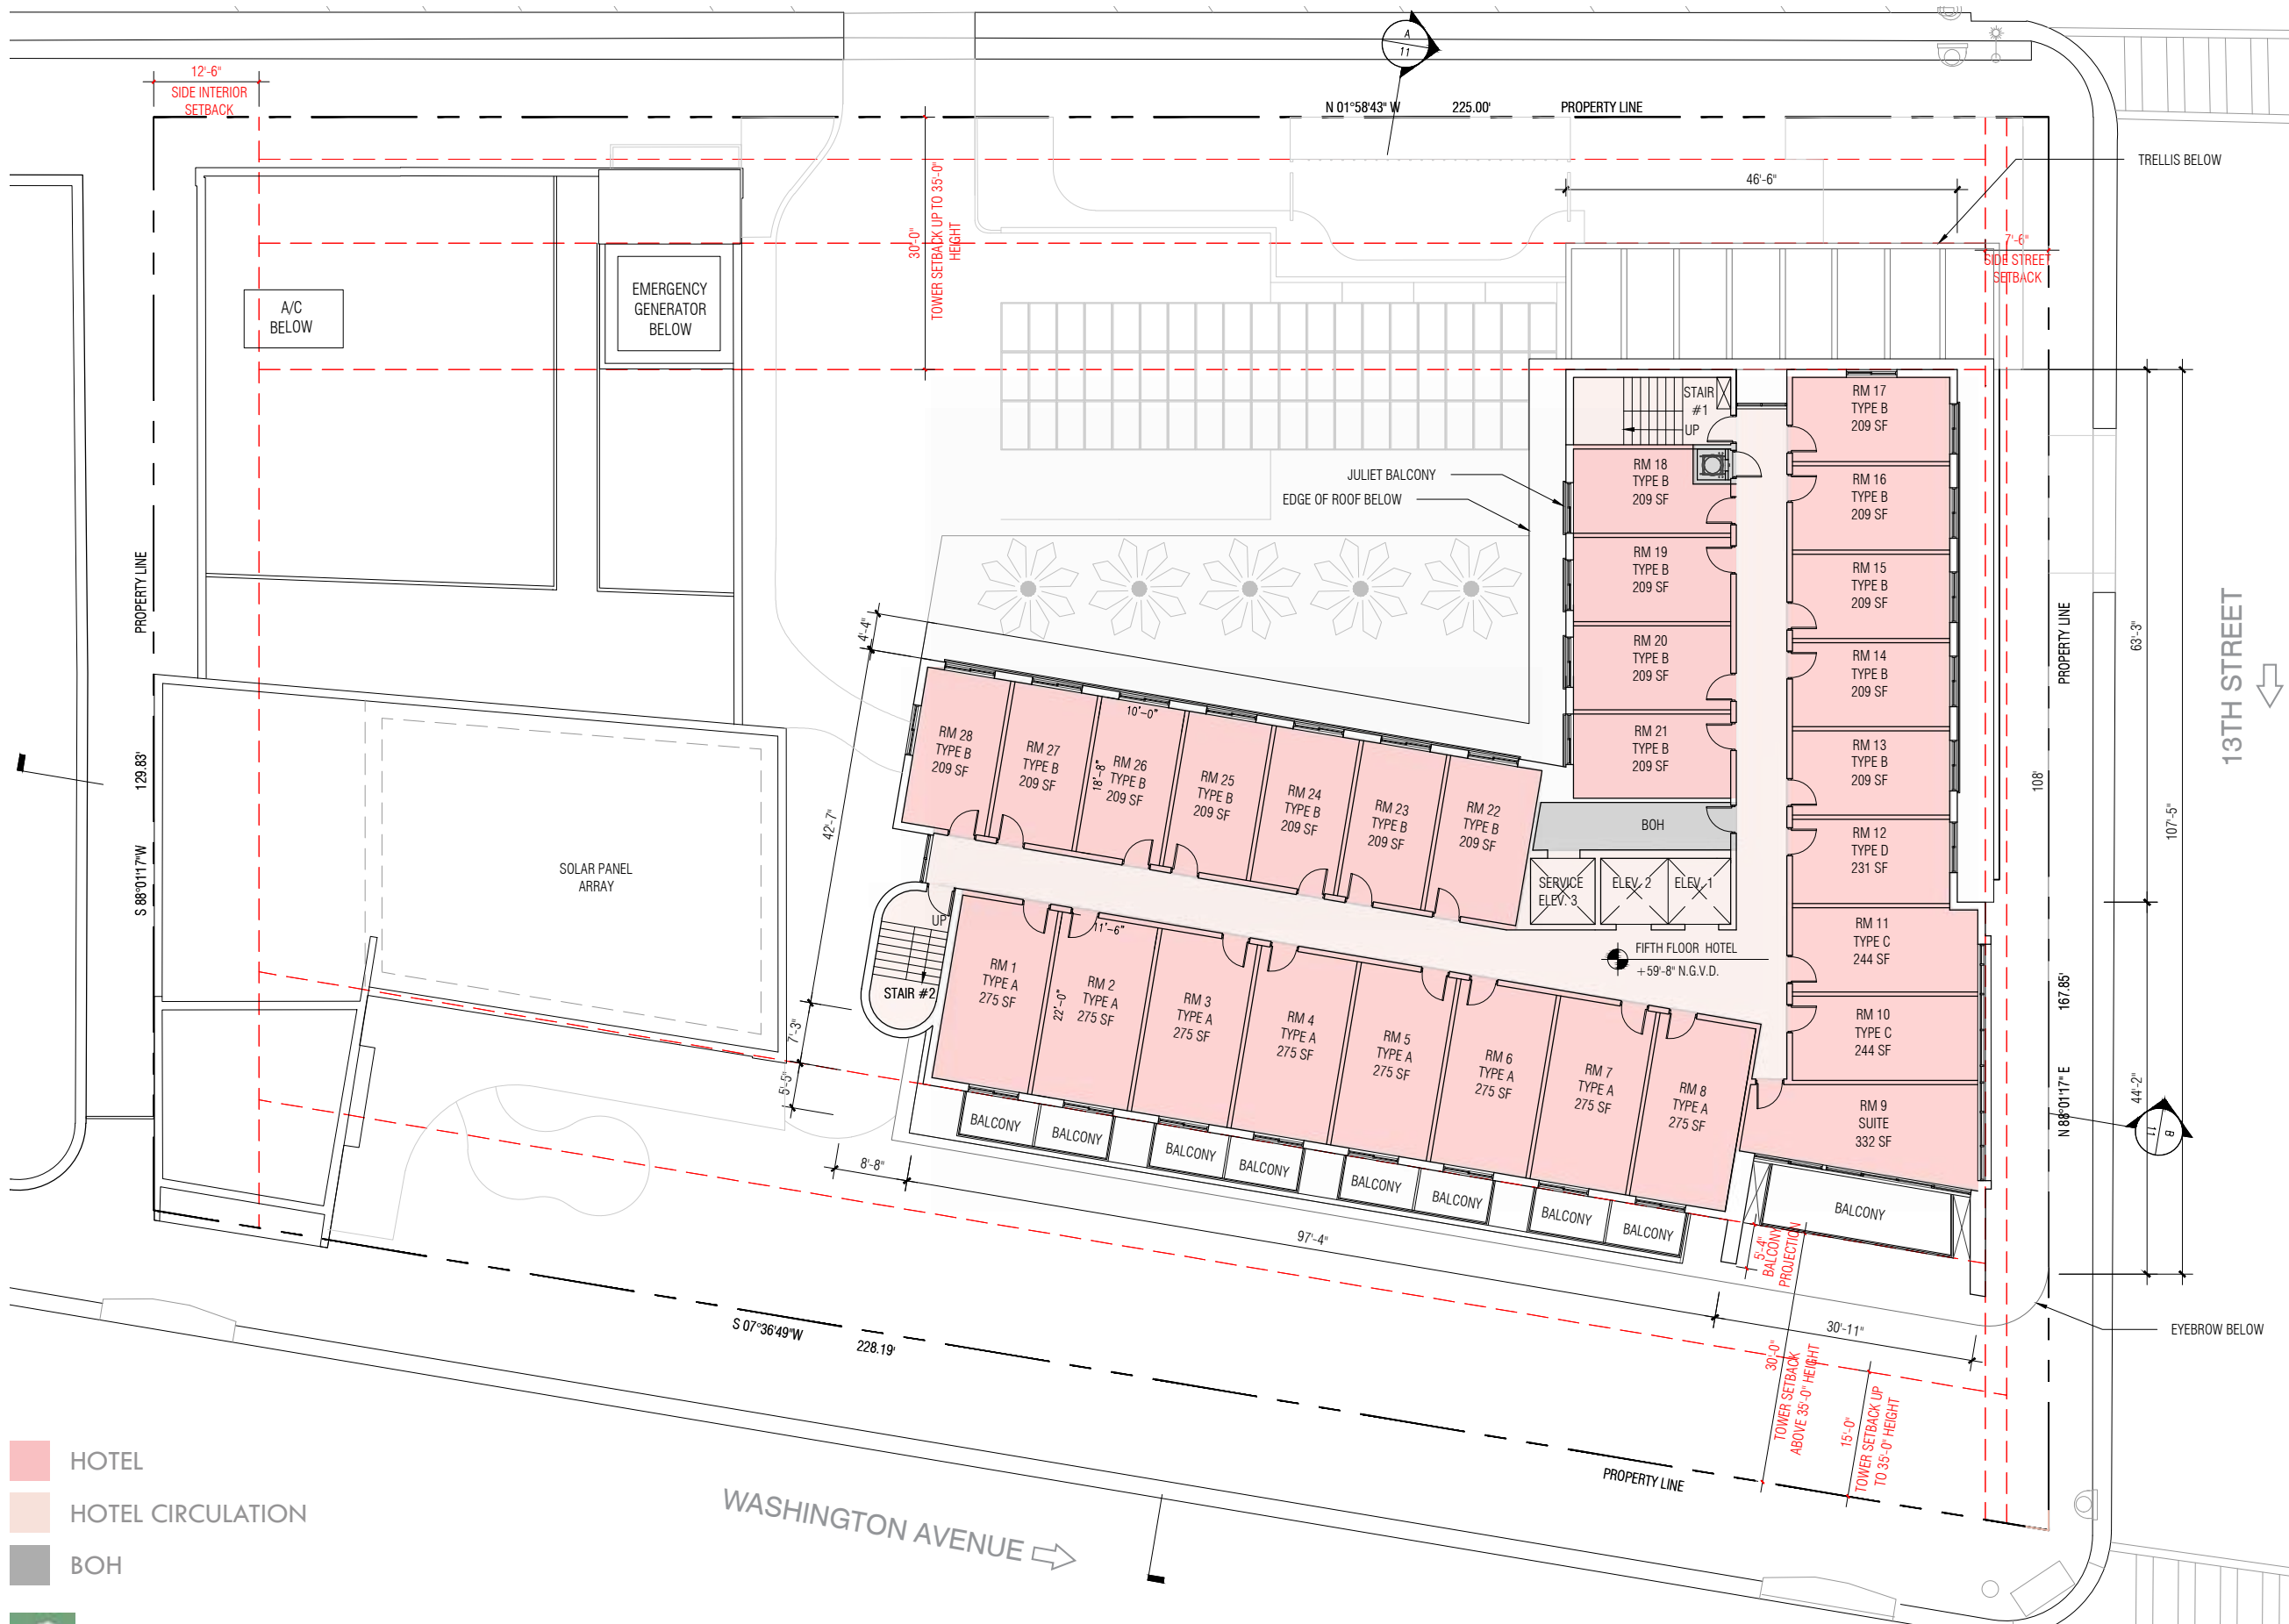 12'-6"
SIDE INTERIOR
SETBACK
A
11
N 01°58'43" W 225.00' PROPERTY LINE
TRELLIS BELOW
46'-6"
30'-0"
TOWER SETBACK UP TO 35'-0"
HEIGHT
7'-6"
SIDE STREET
SETBACK
A/C
BELOW
EMERGENCY
GENERATOR
BELOW
STAIR
#1
UP
RM 17
TYPE B
209 SF
JULIET BALCONY
EDGE OF ROOF BELOW
RM 18
TYPE B
209 SF
RM 16
TYPE B
209 SF
RM 19
TYPE B
209 SF
RM 15
TYPE B
209 SF
RM 20
TYPE B
209 SF
RM 14
TYPE B
209 SF
RM 21
TYPE B
209 SF
RM 13
TYPE B
209 SF
PROPERTY LINE
129.83'
S 88°01'17"W
PROPERTY LINE
108'
167.85'
N 88°01'17" E
63'-3"
107'-5"
44'-2"
13TH STREET
4'-4"
42'-7"
7'-3"
5'-5"
RM 28
TYPE B
209 SF
RM 27
TYPE B
209 SF
10'-0"
18'-8"
RM 26
TYPE B
209 SF
RM 25
TYPE B
209 SF
RM 24
TYPE B
209 SF
RM 23
TYPE B
209 SF
RM 22
TYPE B
209 SF
BOH
RM 12
TYPE D
231 SF
SERVICE
ELEV. 3
ELEV. 2
ELEV. 1
SOLAR PANEL
ARRAY
UP
STAIR #2
FIFTH FLOOR HOTEL
+59'-8" N.G.V.D.
RM 11
TYPE C
244 SF
RM 10
TYPE C
244 SF
RM 9
SUITE
332 SF
RM 1
TYPE A
275 SF
11'-6"
22'-0"
RM 2
TYPE A
275 SF
RM 3
TYPE A
275 SF
RM 4
TYPE A
275 SF
RM 5
TYPE A
275 SF
RM 6
TYPE A
275 SF
RM 7
TYPE A
275 SF
RM 8
TYPE A
275 SF
B
11
BALCONY
BALCONY
BALCONY
BALCONY
BALCONY
BALCONY
BALCONY
BALCONY
BALCONY
8'-8"
97'-4"
5'-4"
BALCONY
PROJECTION
30'-11"
EYEBROW BELOW
30'-0"
TOWER SETBACK
ABOVE 35'-0" HEIGHT
15'-0"
TOWER SETBACK UP
TO 35'-0" HEIGHT
S 07°36'49"W 228.19'
PROPERTY LINE
WASHINGTON AVENUE
HOTEL
HOTEL CIRCULATION
BOH